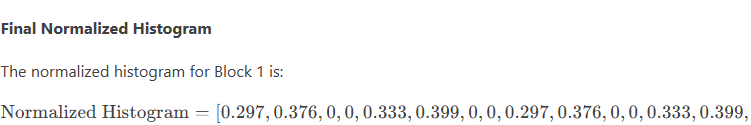 Final Normalized Histogram
The normalized histogram for Block 1 is:
Normalized Histogram = [0.297, 0.376, 0, 0, 0.333, 0.399, 0, 0, 0.297, 0.376, 0, 0, 0.333, 0.399,